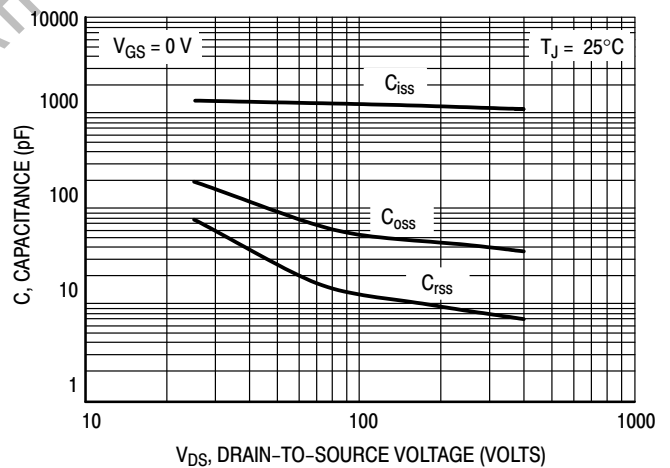 10000
V_GS = 0 V
T_J = 25°C
C_iss
1000
C, CAPACITANCE (pF)
100
C_oss
10
C_rss
1
10
100
1000
V_DS, DRAIN−TO−SOURCE VOLTAGE (VOLTS)